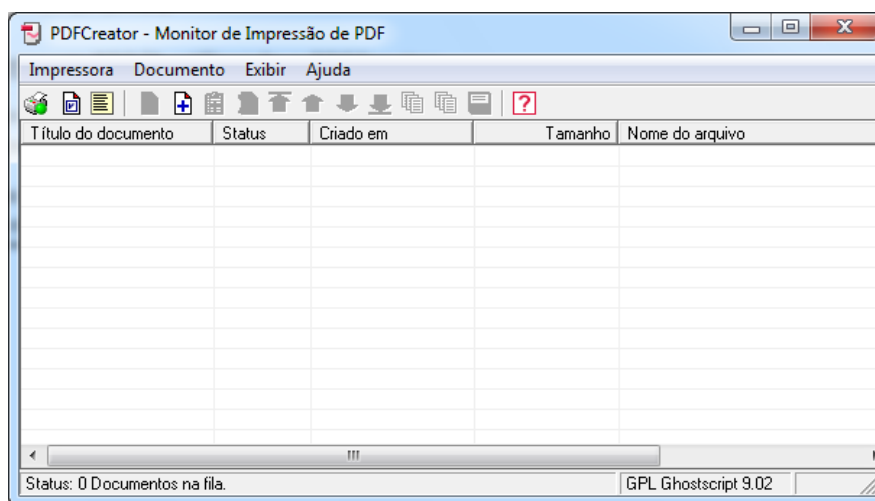 PDFCreator - Monitor de Impressão de PDF
Impressora Documento Exibir Ajuda
Título do documento Status Criado em Tamanho Nome do arquivo
Status: 0 Documentos na fila. GPL Ghostscript 9.02